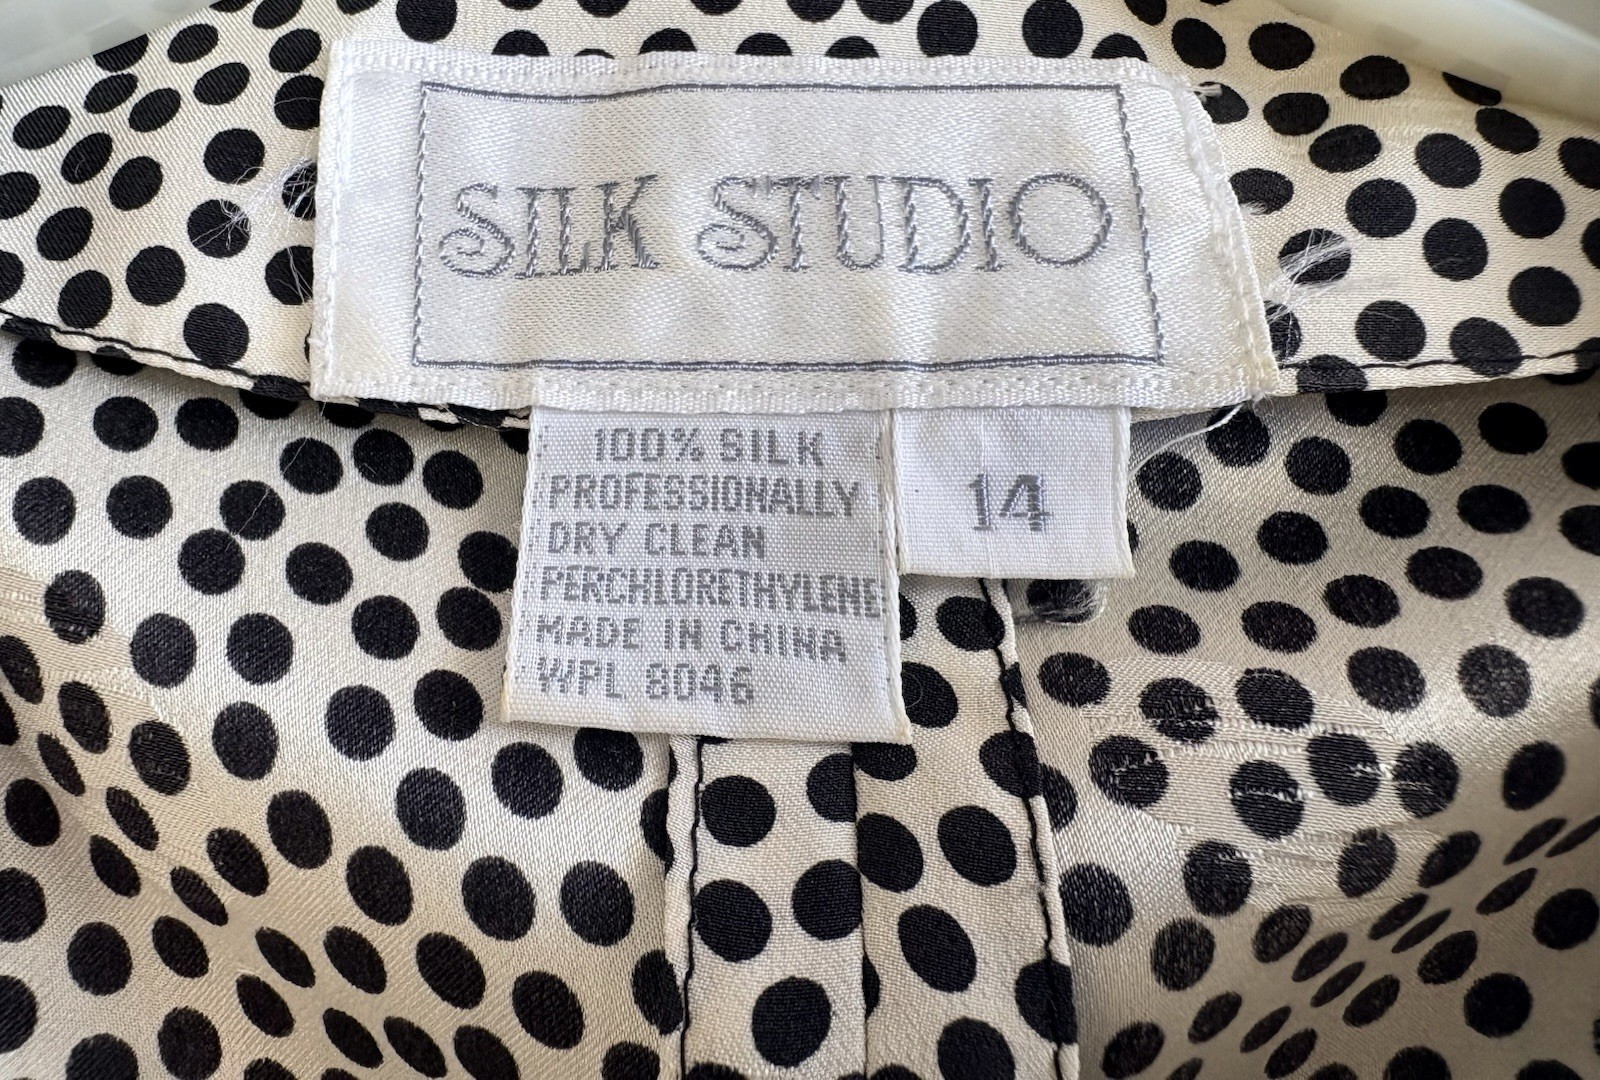 SILK STUDIO
100% SILK
PROFESSIONALLY
DRY CLEAN
PERCHLORETHYLENE
MADE IN CHINA
WPL 8046
14